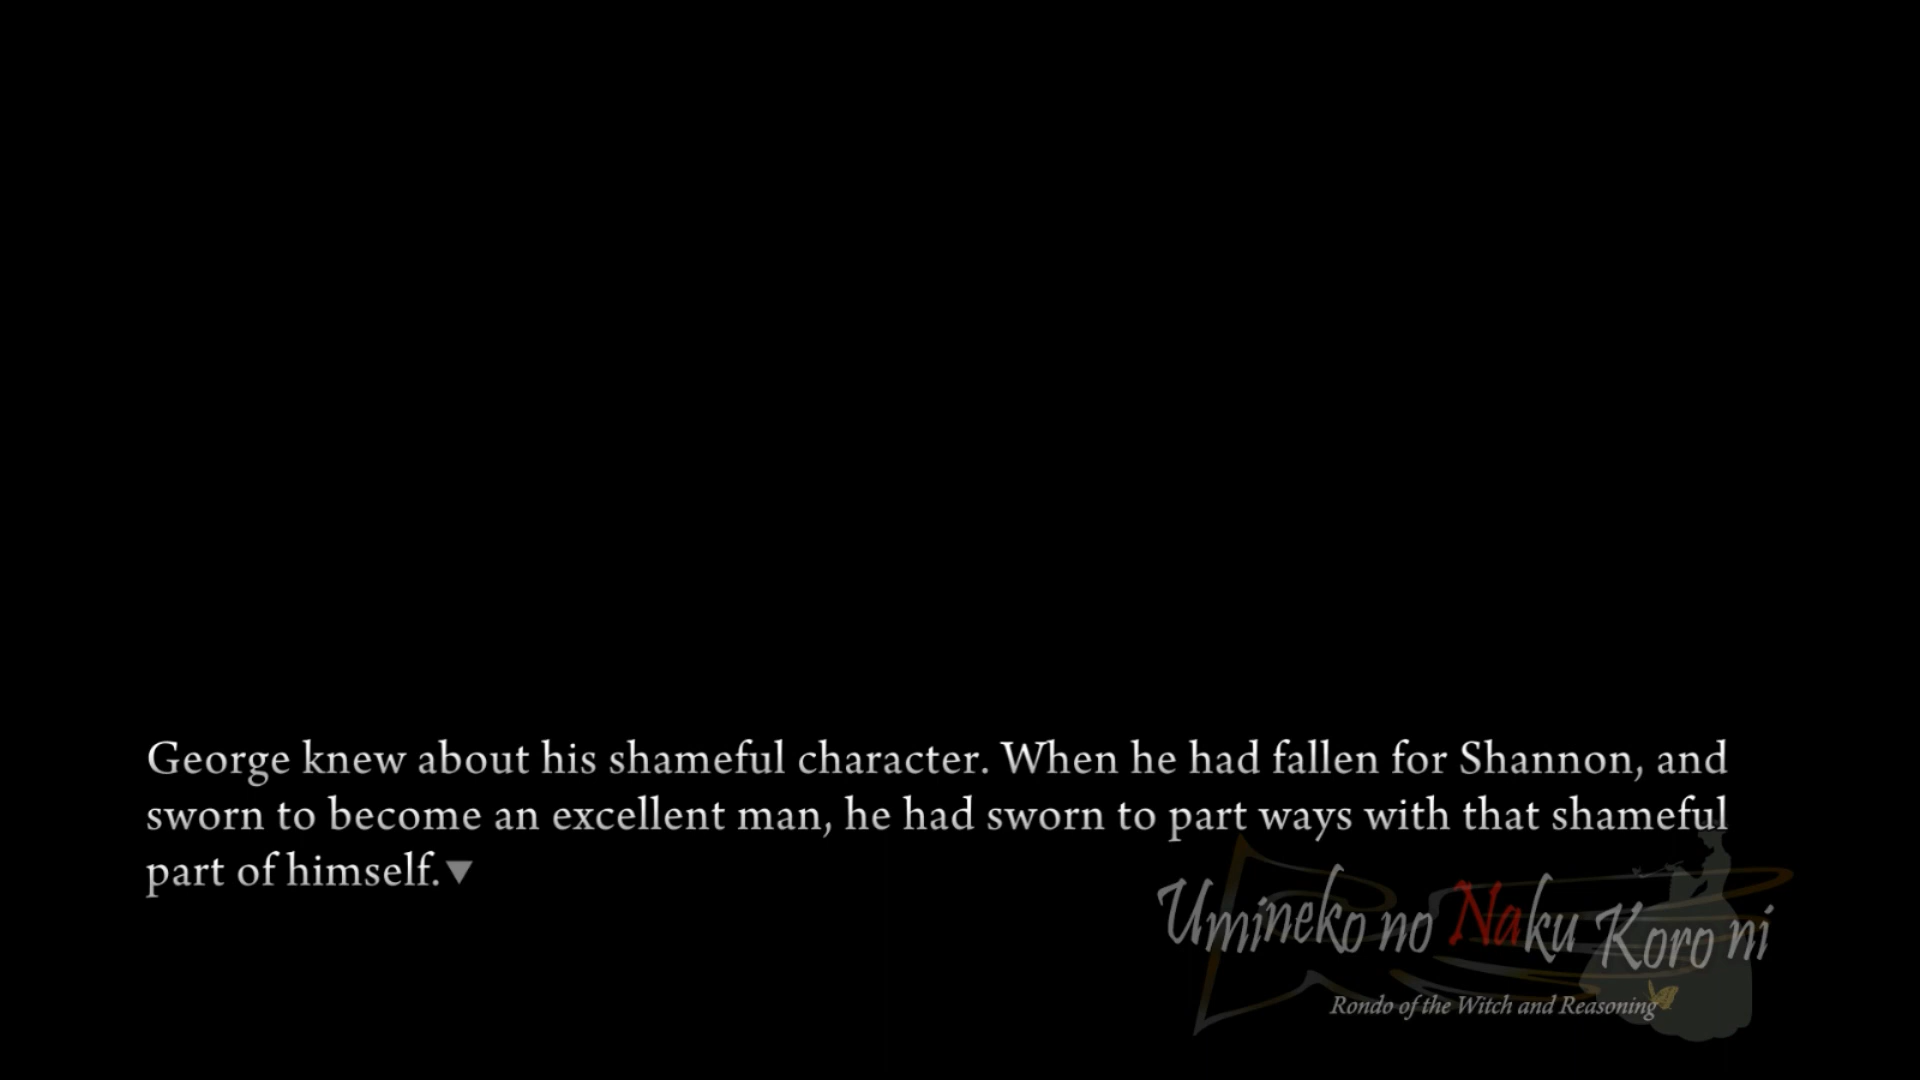 George knew about his shameful character. When he had fallen for Shannon, and
sworn to become an excellent man, he had sworn to part ways with that shameful
part of himself.▼
Umineko no Naku Koro ni
Rondo of the Witch and Reasoning